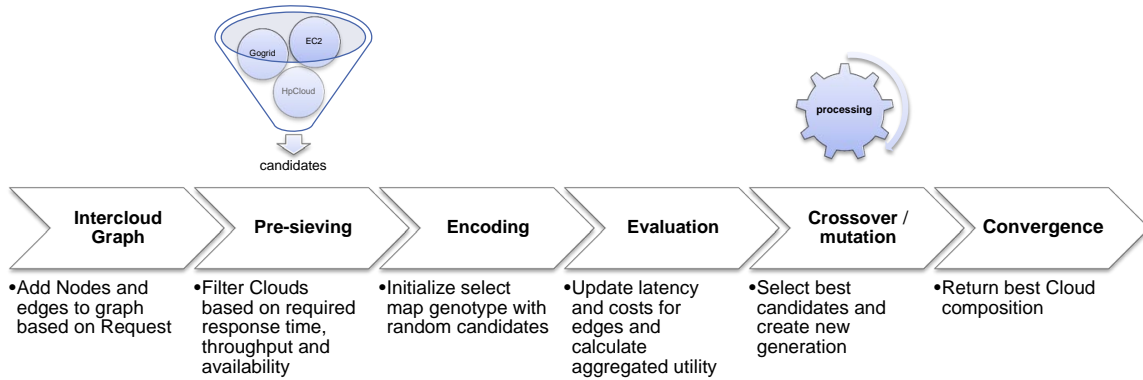 Gogrid
EC2
HpCloud
candidates
processing
Intercloud
Graph
Pre-sieving
Encoding
Evaluation
Crossover /
mutation
Convergence
•Add Nodes and
edges to graph
based on Request
•Filter Clouds
based on required
response time,
throughput and
availability
•Initialize select
map genotype with
random candidates
•Update latency
and costs for
edges and
calculate
aggregated utility
•Select best
candidates and
create new
generation
•Return best Cloud
composition